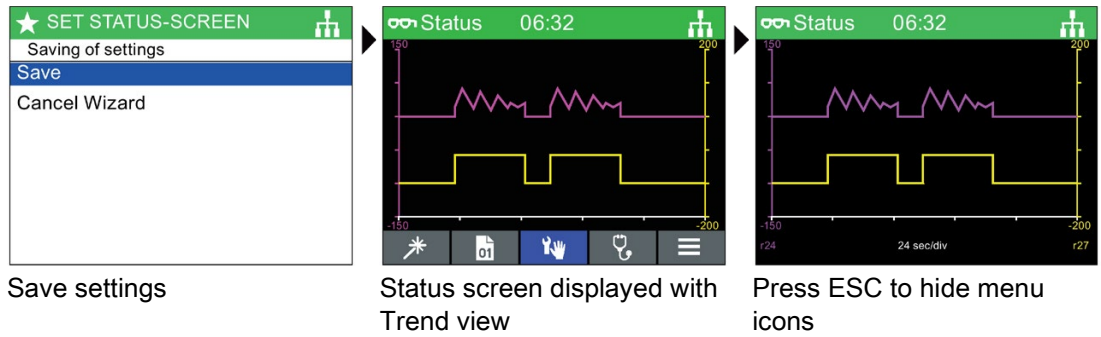 SET STATUS-SCREEN
Saving of settings
Save
Cancel Wizard
Save settings
Status 06:32
150 200
-150 -200
01
Status screen displayed with
Trend view
Status 06:32
150 200
-150 -200
r24 24 sec/div r27
Press ESC to hide menu
icons